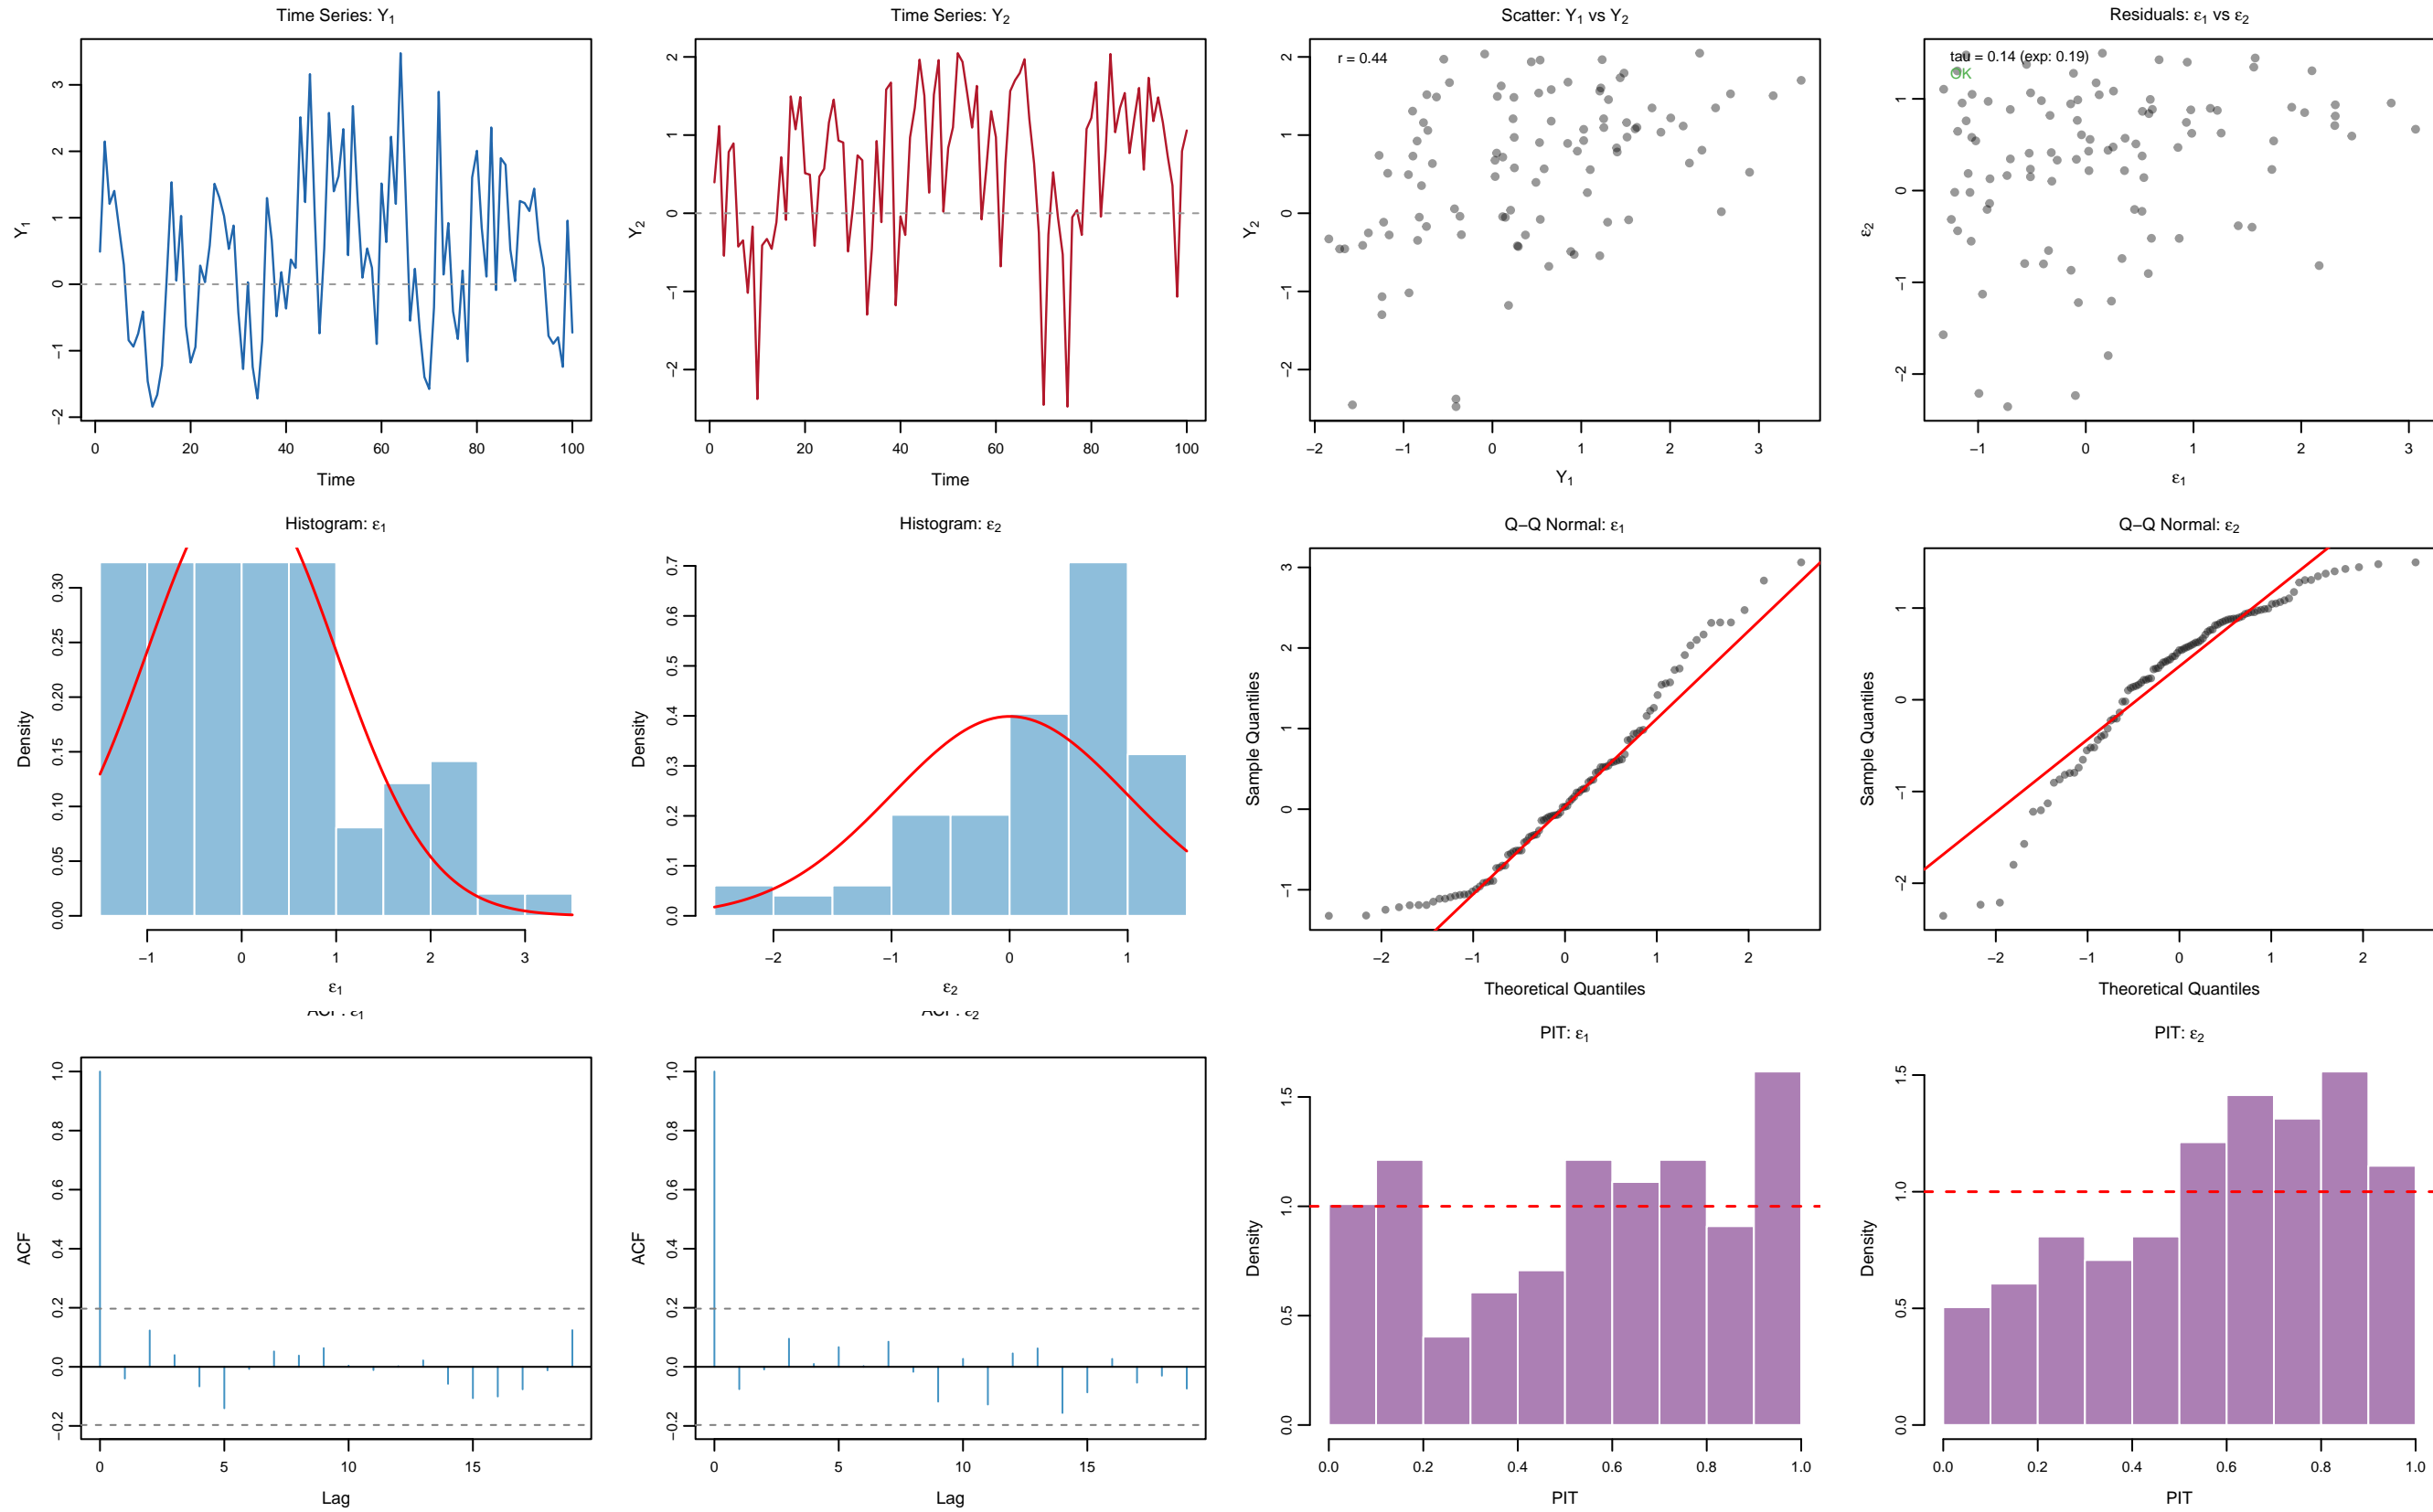 Time Series: Y₁
Y₁
3
2
1
0
−1
−2
0 20 40 60 80 100
Time
Time Series: Y₂
Y₂
2
1
0
−1
−2
0 20 40 60 80 100
Time
Scatter: Y₁ vs Y₂
r = 0.44
Y₂
2
1
0
−1
−2
−2 −1 0 1 2 3
Y₁
Residuals: ε₁ vs ε₂
tau = 0.14 (exp: 0.19)
OK
ε₂
1
0
−1
−2
−1 0 1 2 3
ε₁
Histogram: ε₁
Density
0.30
0.25
0.20
0.15
0.10
0.05
0.00
−1 0 1 2 3
ε₁
Histogram: ε₂
Density
0.7
0.6
0.5
0.4
0.3
0.2
0.1
0.0
−2 −1 0 1
ε₂
Q−Q Normal: ε₁
Sample Quantiles
3
2
1
0
−1
−2 −1 0 1 2
Theoretical Quantiles
Q−Q Normal: ε₂
Sample Quantiles
1
0
−1
−2
−2 −1 0 1 2
Theoretical Quantiles
ACF: ε₁
ACF
1.0
0.8
0.6
0.4
0.2
0.0
−0.2
0 5 10 15
Lag
ACF: ε₂
ACF
1.0
0.8
0.6
0.4
0.2
0.0
−0.2
0 5 10 15
Lag
PIT: ε₁
Density
1.5
1.0
0.5
0.0
0.0 0.2 0.4 0.6 0.8 1.0
PIT
PIT: ε₂
Density
1.5
1.0
0.5
0.0
0.0 0.2 0.4 0.6 0.8 1.0
PIT